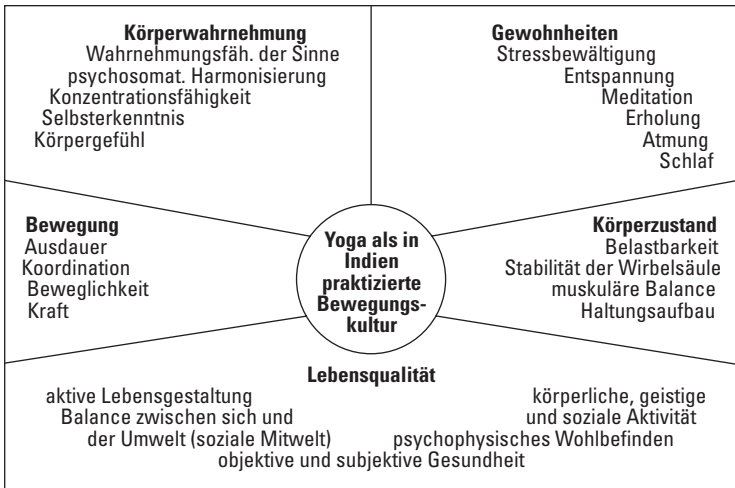 Körperwahrnehmung
Wahrnehmungsfäh. der Sinne
psychosomat. Harmonisierung
Konzentrationsfähigkeit
Selbsterkenntnis
Körpergefühl
Gewohnheiten
Stressbewältigung
Entspannung
Meditation
Erholung
Atmung
Schlaf
Bewegung
Ausdauer
Koordination
Beweglichkeit
Kraft
Yoga als in
Indien
praktizierte
Bewegungs-
kultur
Körperzustand
Belastbarkeit
Stabilität der Wirbelsäule
muskuläre Balance
Haltungsaufbau
Lebensqualität
aktive Lebensgestaltung
Balance zwischen sich und
der Umwelt (soziale Mitwelt)
körperliche, geistige
und soziale Aktivität
psychophysisches Wohlbefinden
objektive und subjektive Gesundheit